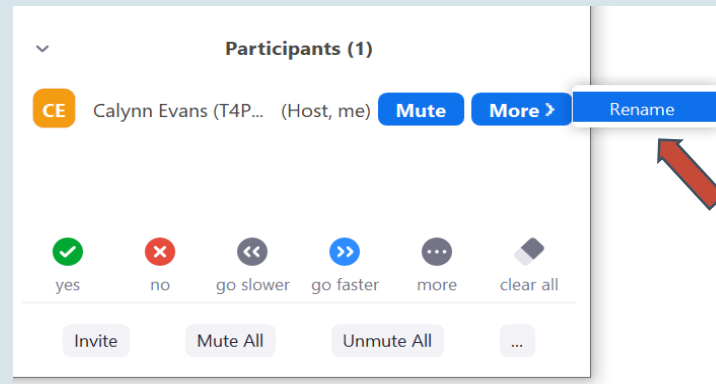 Participants (1)
CE Calynn Evans (T4P... (Host, me) Mute More > Rename
yes no go slower go faster more clear all
Invite Mute All Unmute All ...